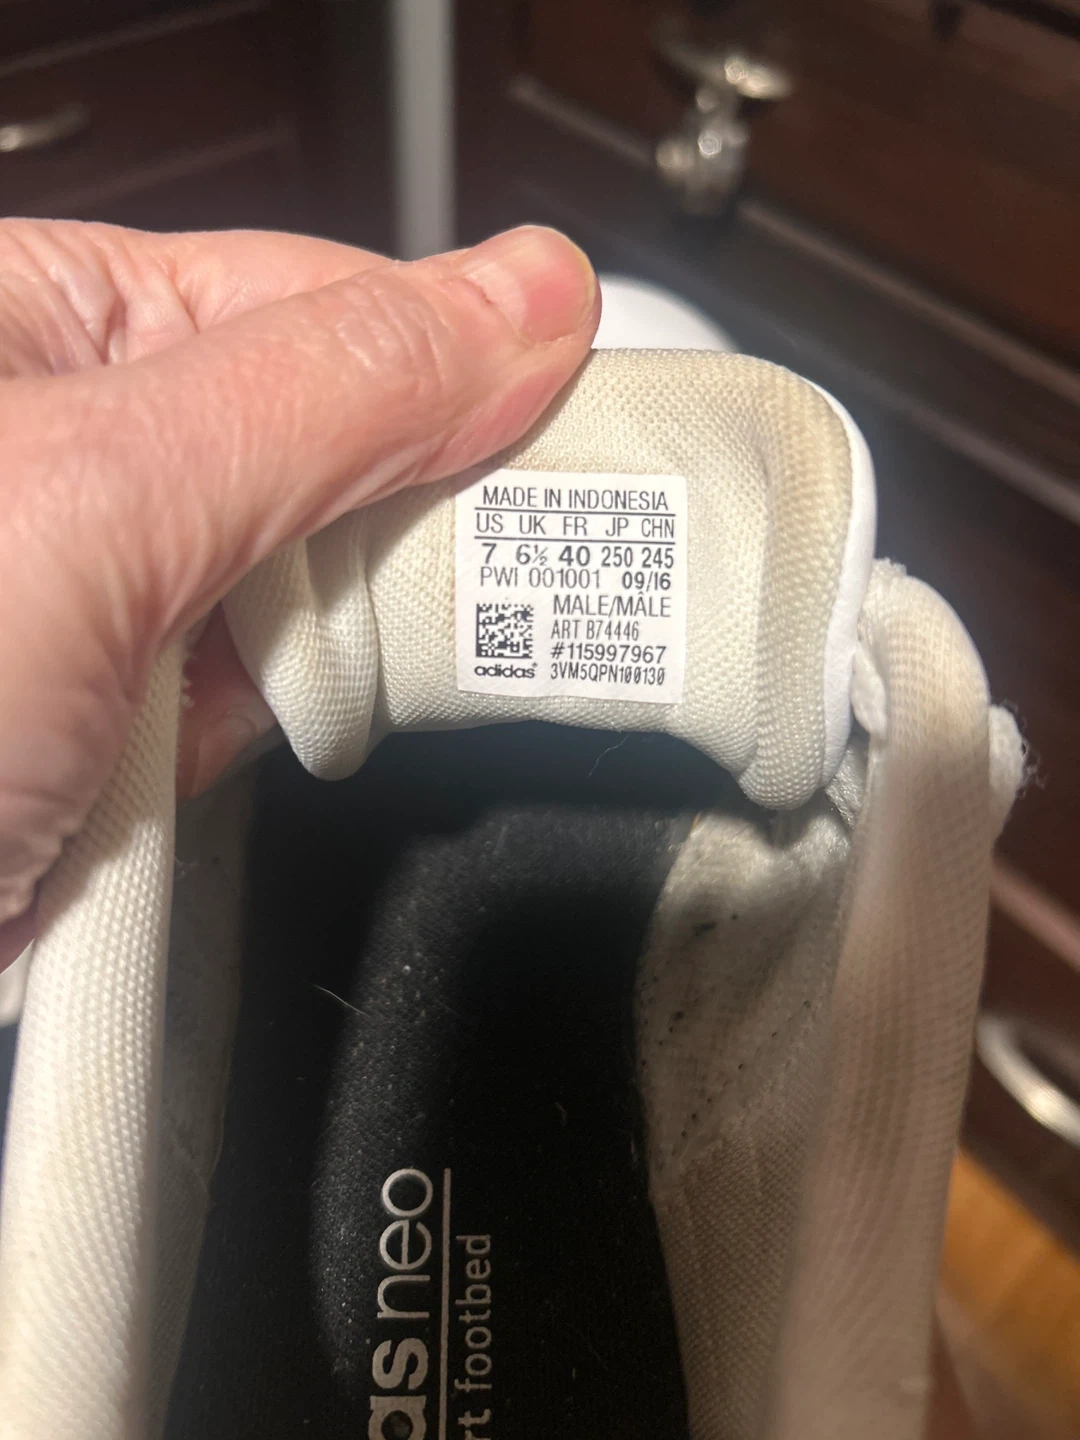 MADE IN INDONESIA
US UK FR JP CHN
7 6½ 40 250 245
PWI 001001 09/16
MALE/MÂLE
ART B74446
#115997967
adidas® 3VM5QPN100130
as neo
rt footbed